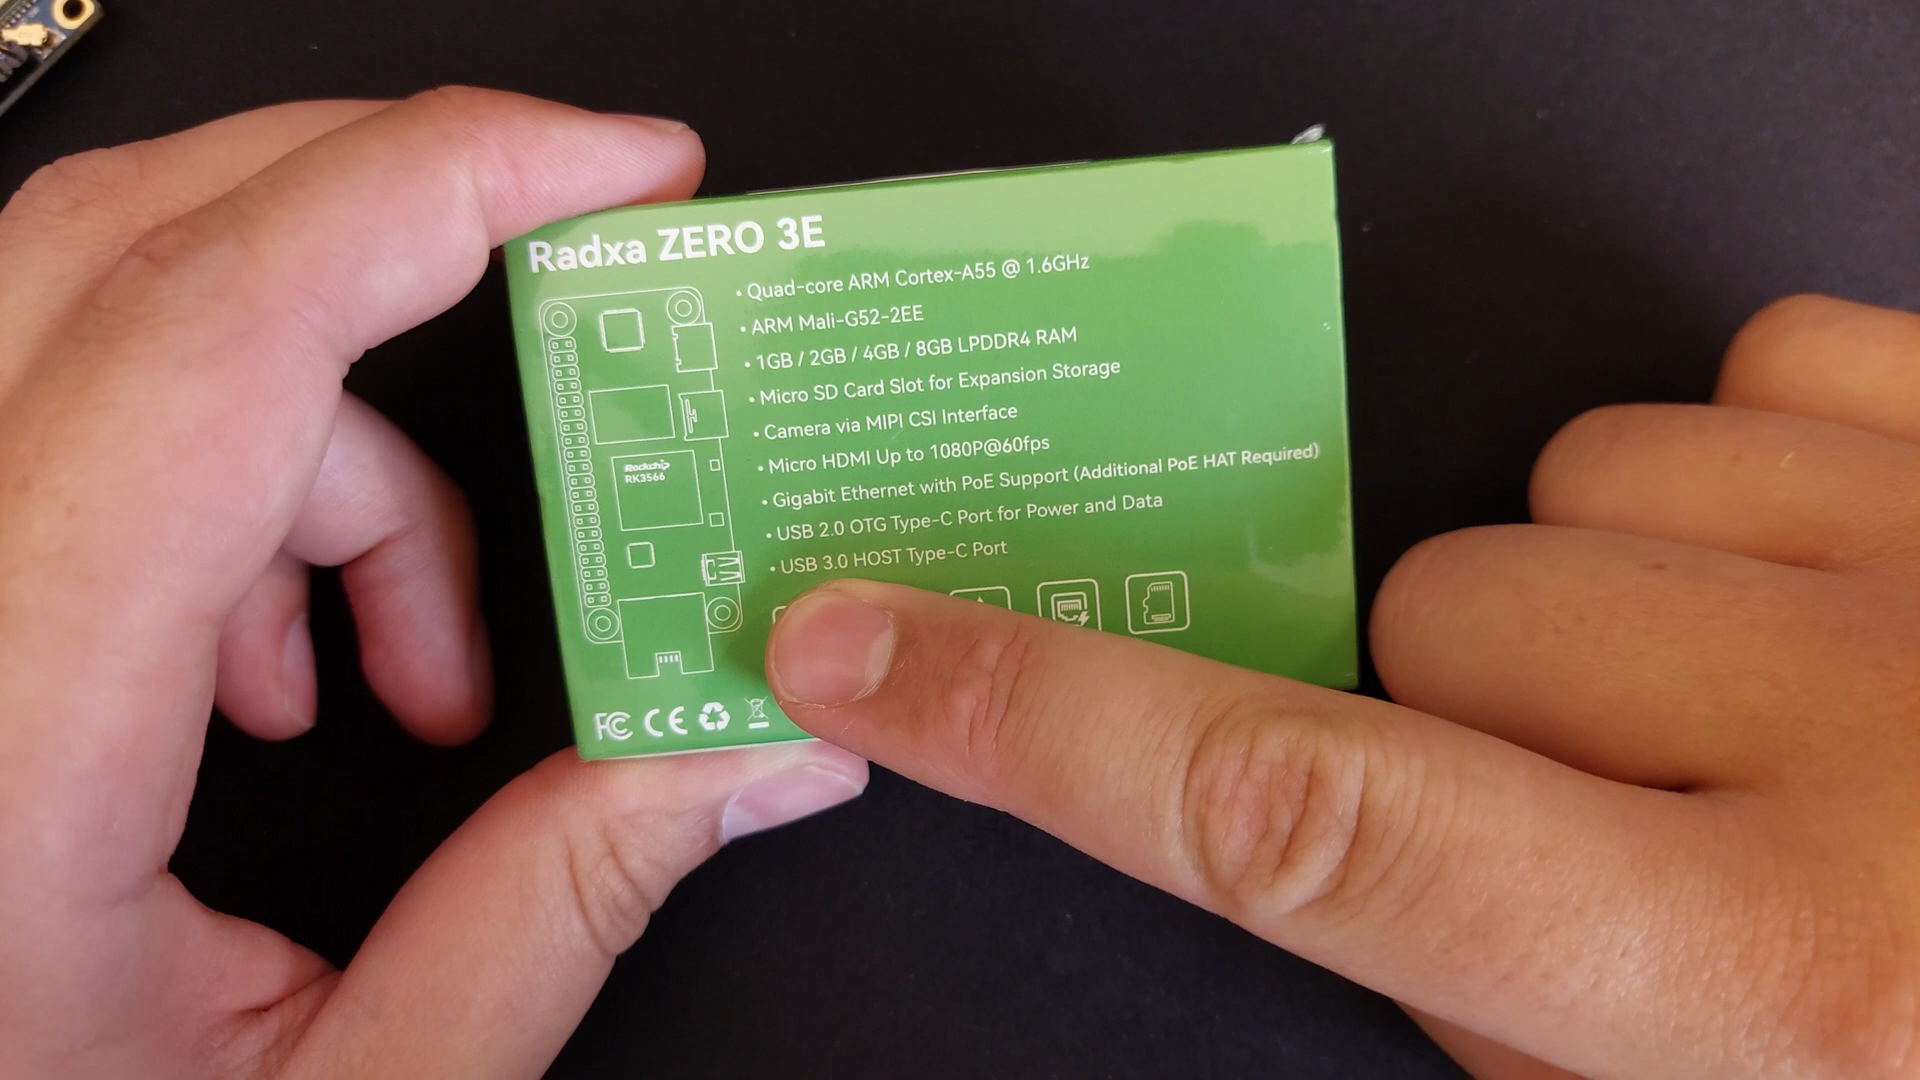 Radxa ZERO 3E
• Quad-core ARM Cortex-A55 @ 1.6GHz
• ARM Mali-G52-2EE
• 1GB / 2GB / 4GB / 8GB LPDDR4 RAM
• Micro SD Card Slot for Expansion Storage
• Camera via MIPI CSI Interface
• Micro HDMI Up to 1080P@60fps
• Gigabit Ethernet with PoE Support (Additional PoE HAT Required)
• USB 2.0 OTG Type-C Port for Power and Data
• USB 3.0 HOST Type-C Port
Rockchip
RK3566
FC CE